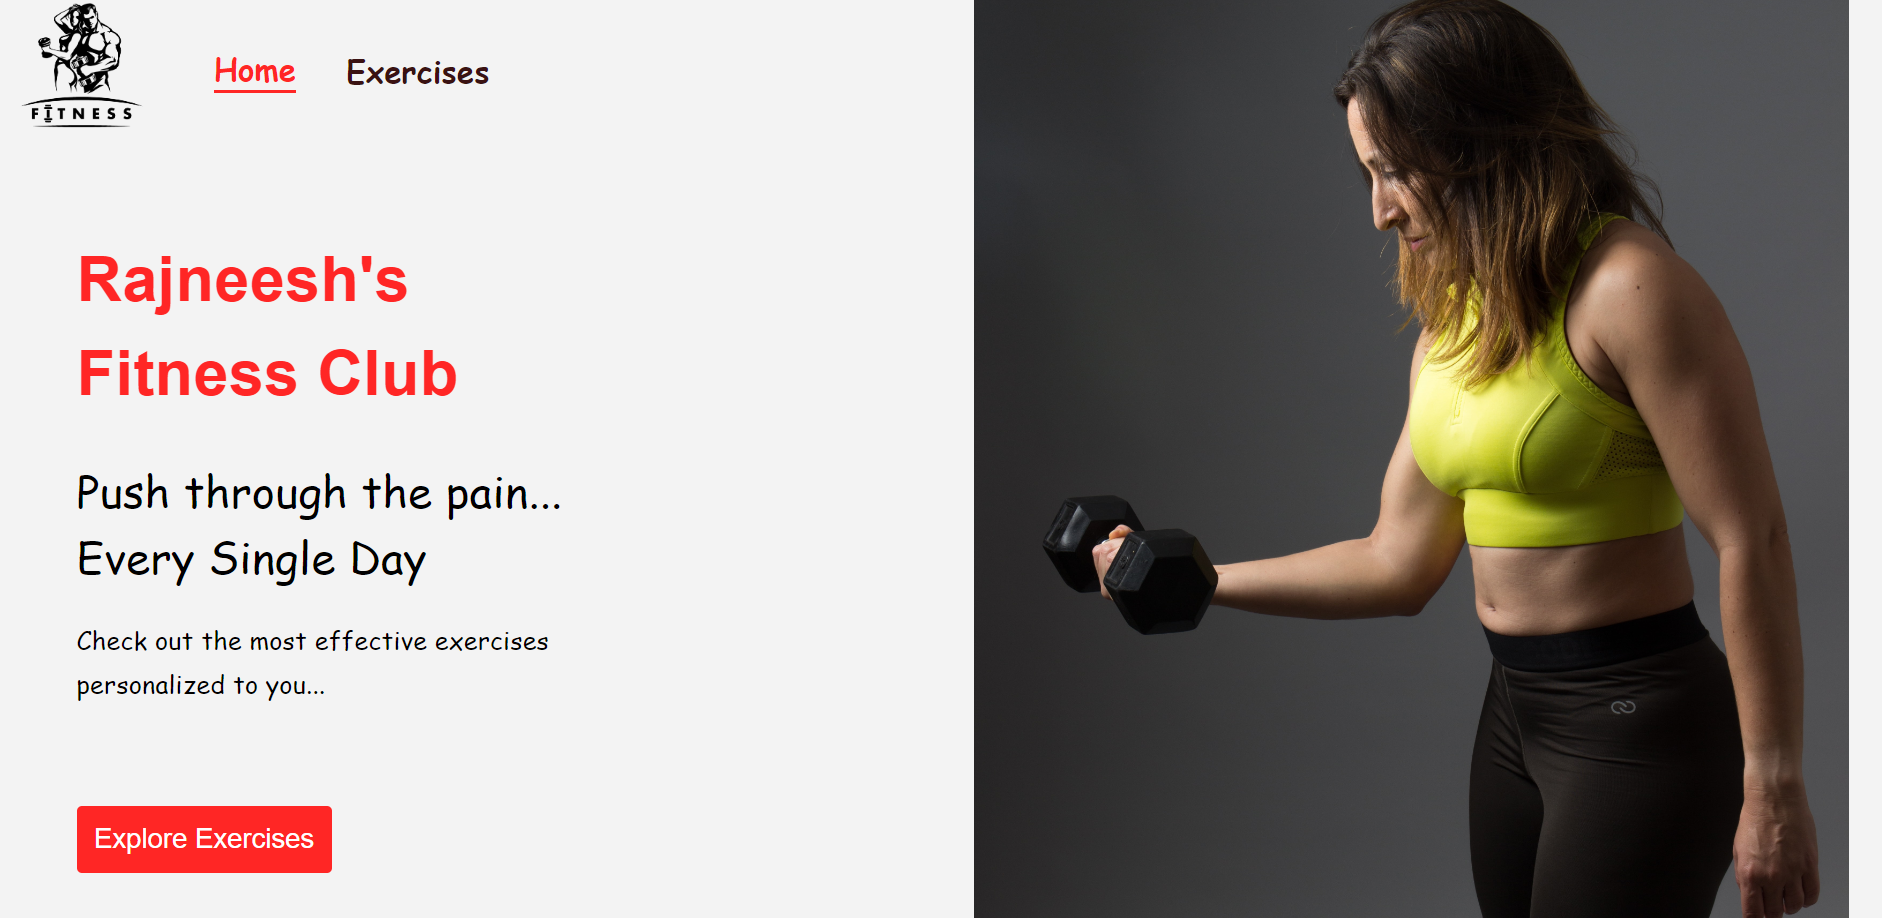 FITNESS
Home
Exercises
Rajneesh's
Fitness Club
Push through the pain...
Every Single Day
Check out the most effective exercises
personalized to you...
Explore Exercises